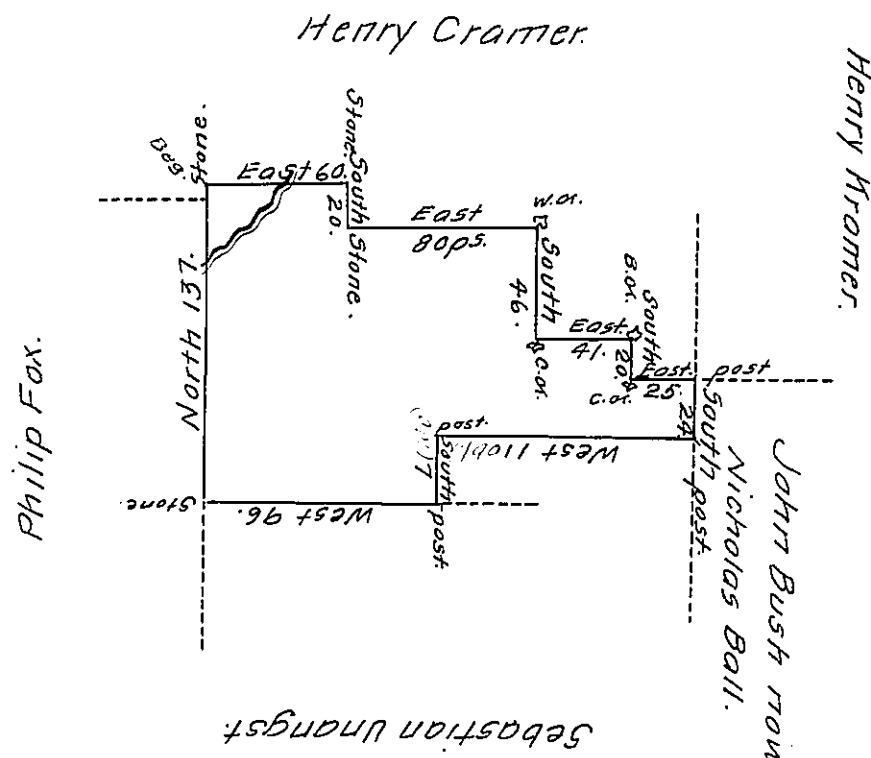 Henry Cramer.
Henry Kramer.
Beg.
Stone.
East 60.
Stone.
South
20.
Stone.
East
80ps.
W.o.
South
46.
C.o.
East.
41.
B.o.
South
20.
C.o.
East.
25.
post
South
24
post.
West 110
post.
South
post.
West 96.
Stone.
North 137.
Philip Fox.
John Bush now
Nicholas Ball.
Sebastian Unangst.